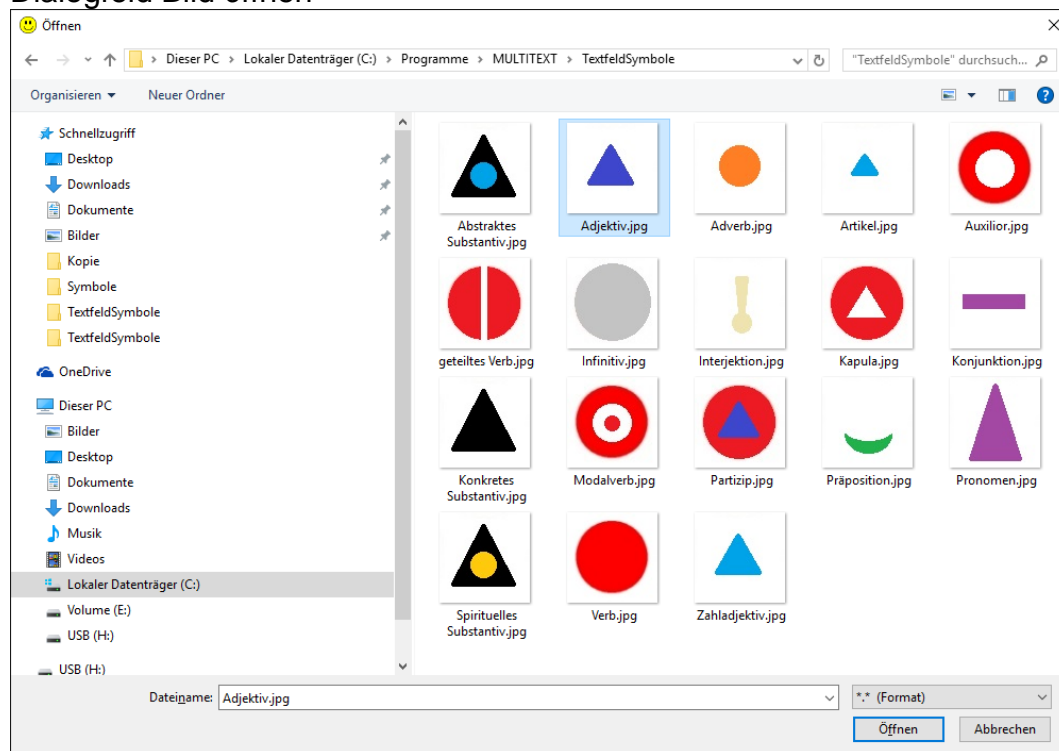 Dialogfeld Bild öffnen
Öffnen
Dieser PC > Lokaler Datenträger (C:) > Programme > MULTITEXT > TextfeldSymbole
"TextfeldSymbole" durchsuch...
Organisieren
Neuer Ordner
Schnellzugriff
Desktop
Downloads
Dokumente
Bilder
Kopie
Symbole
TextfeldSymbole
TextfeldSymbole
OneDrive
Dieser PC
Bilder
Desktop
Dokumente
Downloads
Musik
Videos
Lokaler Datenträger (C:)
Volume (E:)
USB (H:)
USB (H:)
Abstraktes
Substantiv.jpg
Adjektiv.jpg
Adverb.jpg
Artikel.jpg
Auxilior.jpg
geteiltes Verb.jpg
Infinitiv.jpg
Interjektion.jpg
Kapula.jpg
Konjunktion.jpg
Konkretes
Substantiv.jpg
Modalverb.jpg
Partizip.jpg
Präposition.jpg
Pronomen.jpg
Spirituelles
Substantiv.jpg
Verb.jpg
Zahladjektiv.jpg
Dateiname: Adjektiv.jpg
*.* (Format)
Öffnen
Abbrechen